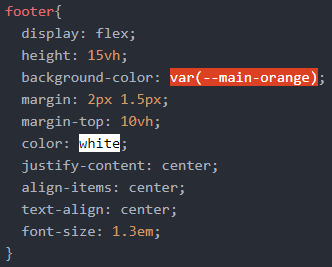 footer{
display: flex;
height: 15vh;
background-color: var(--main-orange);
margin: 2px 1.5px;
margin-top: 10vh;
color: white;
justify-content: center;
align-items: center;
text-align: center;
font-size: 1.3em;
}